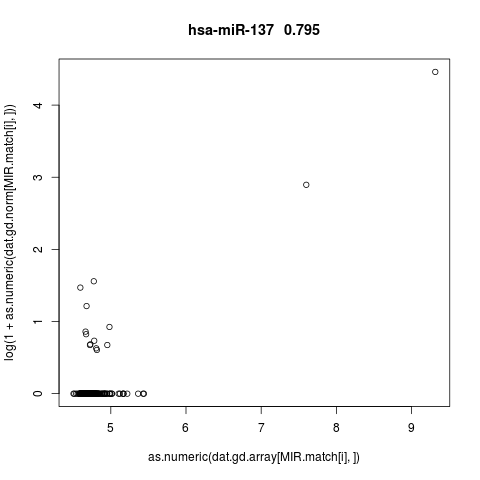 hsa-miR-137 0.795
log(1 + as.numeric(dat.gd.norm[MIR.match[i], ]))
4
3
2
1
0
5 6 7 8 9
as.numeric(dat.gd.array[MIR.match[i], ])